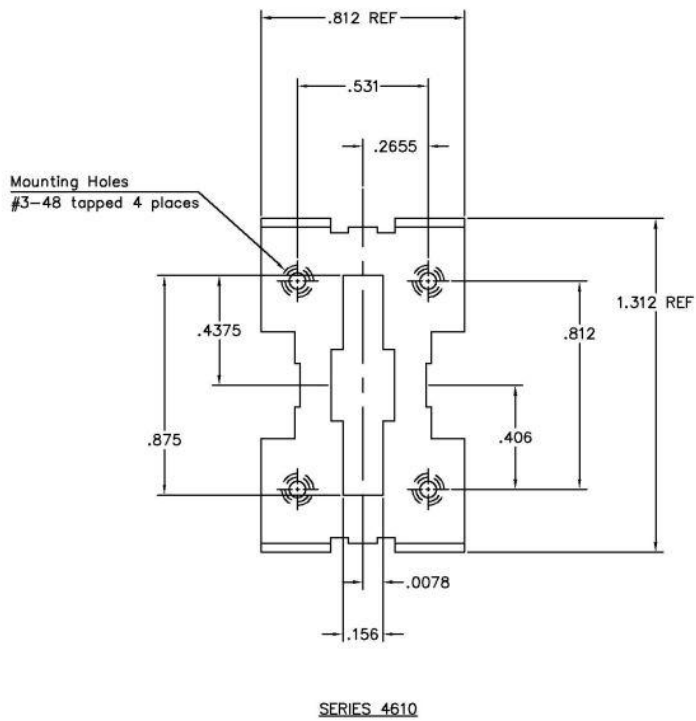 .812 REF
.531
.2655
Mounting Holes
#3-48 tapped 4 places
1.312 REF
.4375
.812
.875
.406
.0078
.156
SERIES 4610